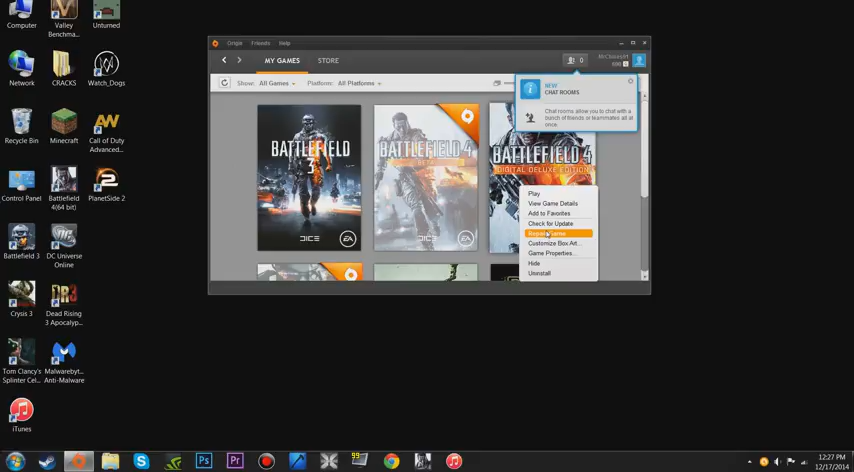 Computer
Valley
Benchma...
Unturned
Network
CRACKS
Watch_Dogs
Recycle Bin
Minecraft
Call of Duty
Advanced...
Control Panel
Battlefield
4(64 bit)
PlanetSide 2
Battlefield 3
DC Universe
Online
Crysis 3
Dead Rising
3 Apocalyp...
Tom Clancy's
Splinter Cel...
Malwarebyt...
Anti-Malware
iTunes
Origin Friends Help
MY GAMES STORE
0
Show: All Games Platform: All Platforms
NEW
CHAT ROOMS
Chat rooms allow you to chat with a
bunch of friends or teammates all at
once.
BATTLEFIELD
3
DICE EA
BATTLEFIELD
4
DICE EA
BATTLEFIELD 4
DIGITAL DELUXE EDITION
Play
View Game Details
Add to Favorites
Check for Update
Repair Game
Customize Box Art...
Game Properties...
Hide
Uninstall
Ps
Pr
99
12:27 PM
12/17/2014